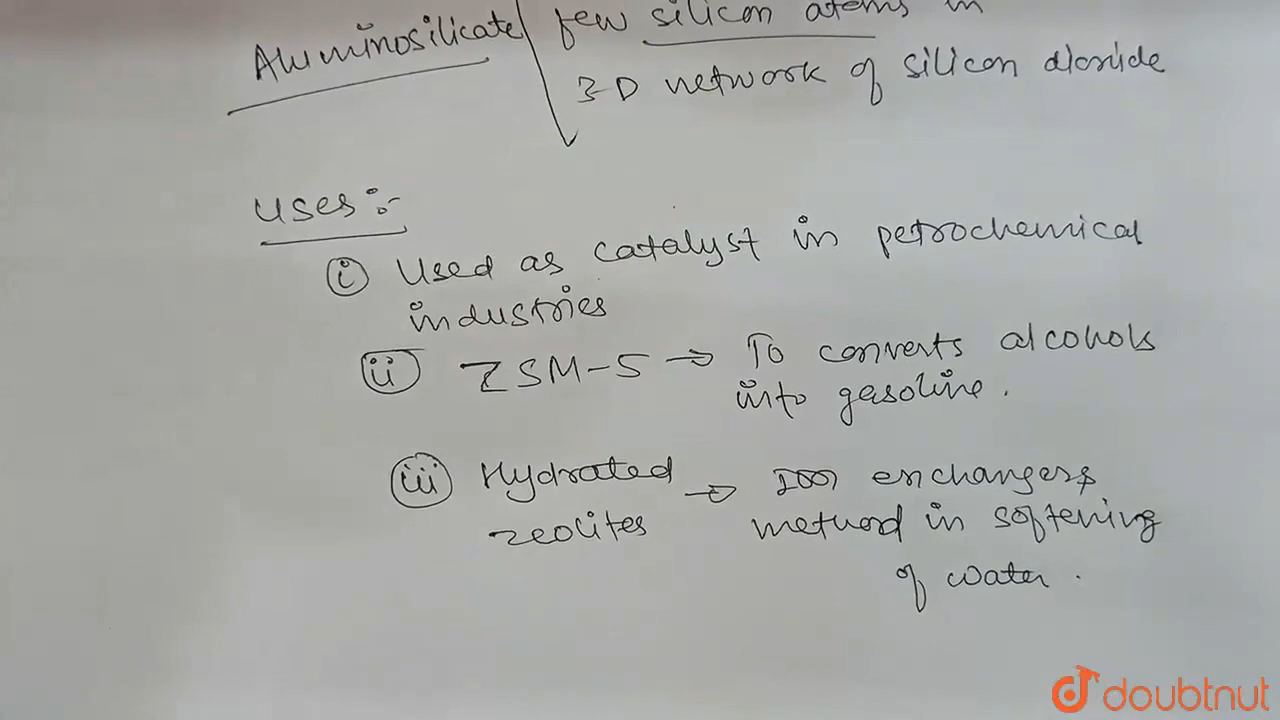 Aluminosilicate / few silicon atoms in
3-D network of silicon dioxide
Uses :-
(i) Used as catalyst in petrochemical
industries
(ii) ZSM-5 → To converts alcohols
into gasoline.
(iii) Hydrated → Ion exchangers
zeolites method in softening
of water.
doubtnut